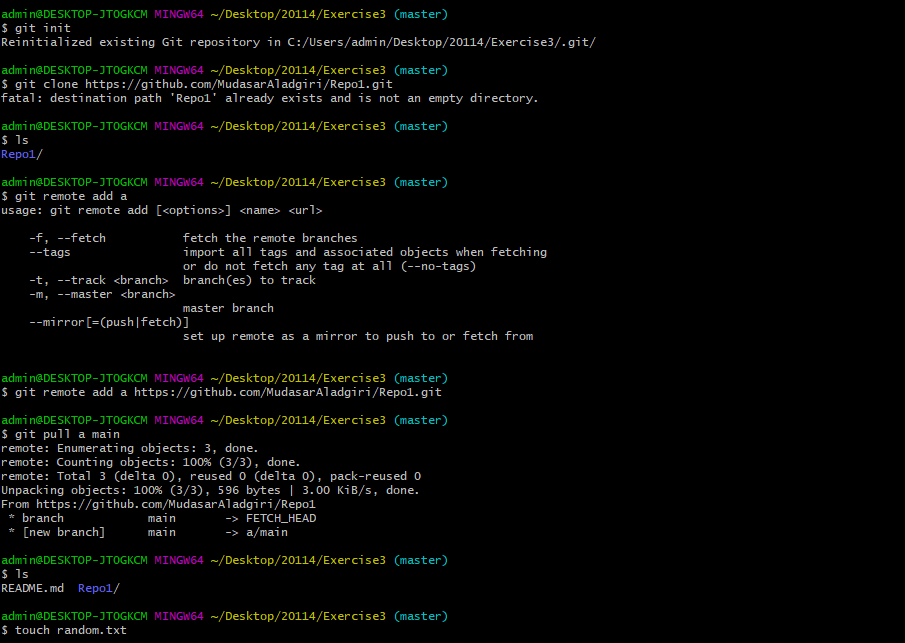 admin@DESKTOP-JTOGKCM MINGW64 ~/Desktop/20114/Exercise3 (master)
$ git init
Reinitialized existing Git repository in C:/Users/admin/Desktop/20114/Exercise3/.git/

admin@DESKTOP-JTOGKCM MINGW64 ~/Desktop/20114/Exercise3 (master)
$ git clone https://github.com/MudasarAladgiri/Repo1.git
fatal: destination path 'Repo1' already exists and is not an empty directory.

admin@DESKTOP-JTOGKCM MINGW64 ~/Desktop/20114/Exercise3 (master)
$ ls
Repo1/

admin@DESKTOP-JTOGKCM MINGW64 ~/Desktop/20114/Exercise3 (master)
$ git remote add a
usage: git remote add [<options>] <name> <url>

    -f, --fetch           fetch the remote branches
    --tags                import all tags and associated objects when fetching
                          or do not fetch any tag at all (--no-tags)
    -t, --track <branch>  branch(es) to track
    -m, --master <branch>
                          master branch
    --mirror[=(push|fetch)]
                          set up remote as a mirror to push to or fetch from

admin@DESKTOP-JTOGKCM MINGW64 ~/Desktop/20114/Exercise3 (master)
$ git remote add a https://github.com/MudasarAladgiri/Repo1.git

admin@DESKTOP-JTOGKCM MINGW64 ~/Desktop/20114/Exercise3 (master)
$ git pull a main
remote: Enumerating objects: 3, done.
remote: Counting objects: 100% (3/3), done.
remote: Total 3 (delta 0), reused 0 (delta 0), pack-reused 0
Unpacking objects: 100% (3/3), 596 bytes | 3.00 KiB/s, done.
From https://github.com/MudasarAladgiri/Repo1
 * branch            main       -> FETCH_HEAD
 * [new branch]      main       -> a/main

admin@DESKTOP-JTOGKCM MINGW64 ~/Desktop/20114/Exercise3 (master)
$ ls
README.md  Repo1/

admin@DESKTOP-JTOGKCM MINGW64 ~/Desktop/20114/Exercise3 (master)
$ touch random.txt